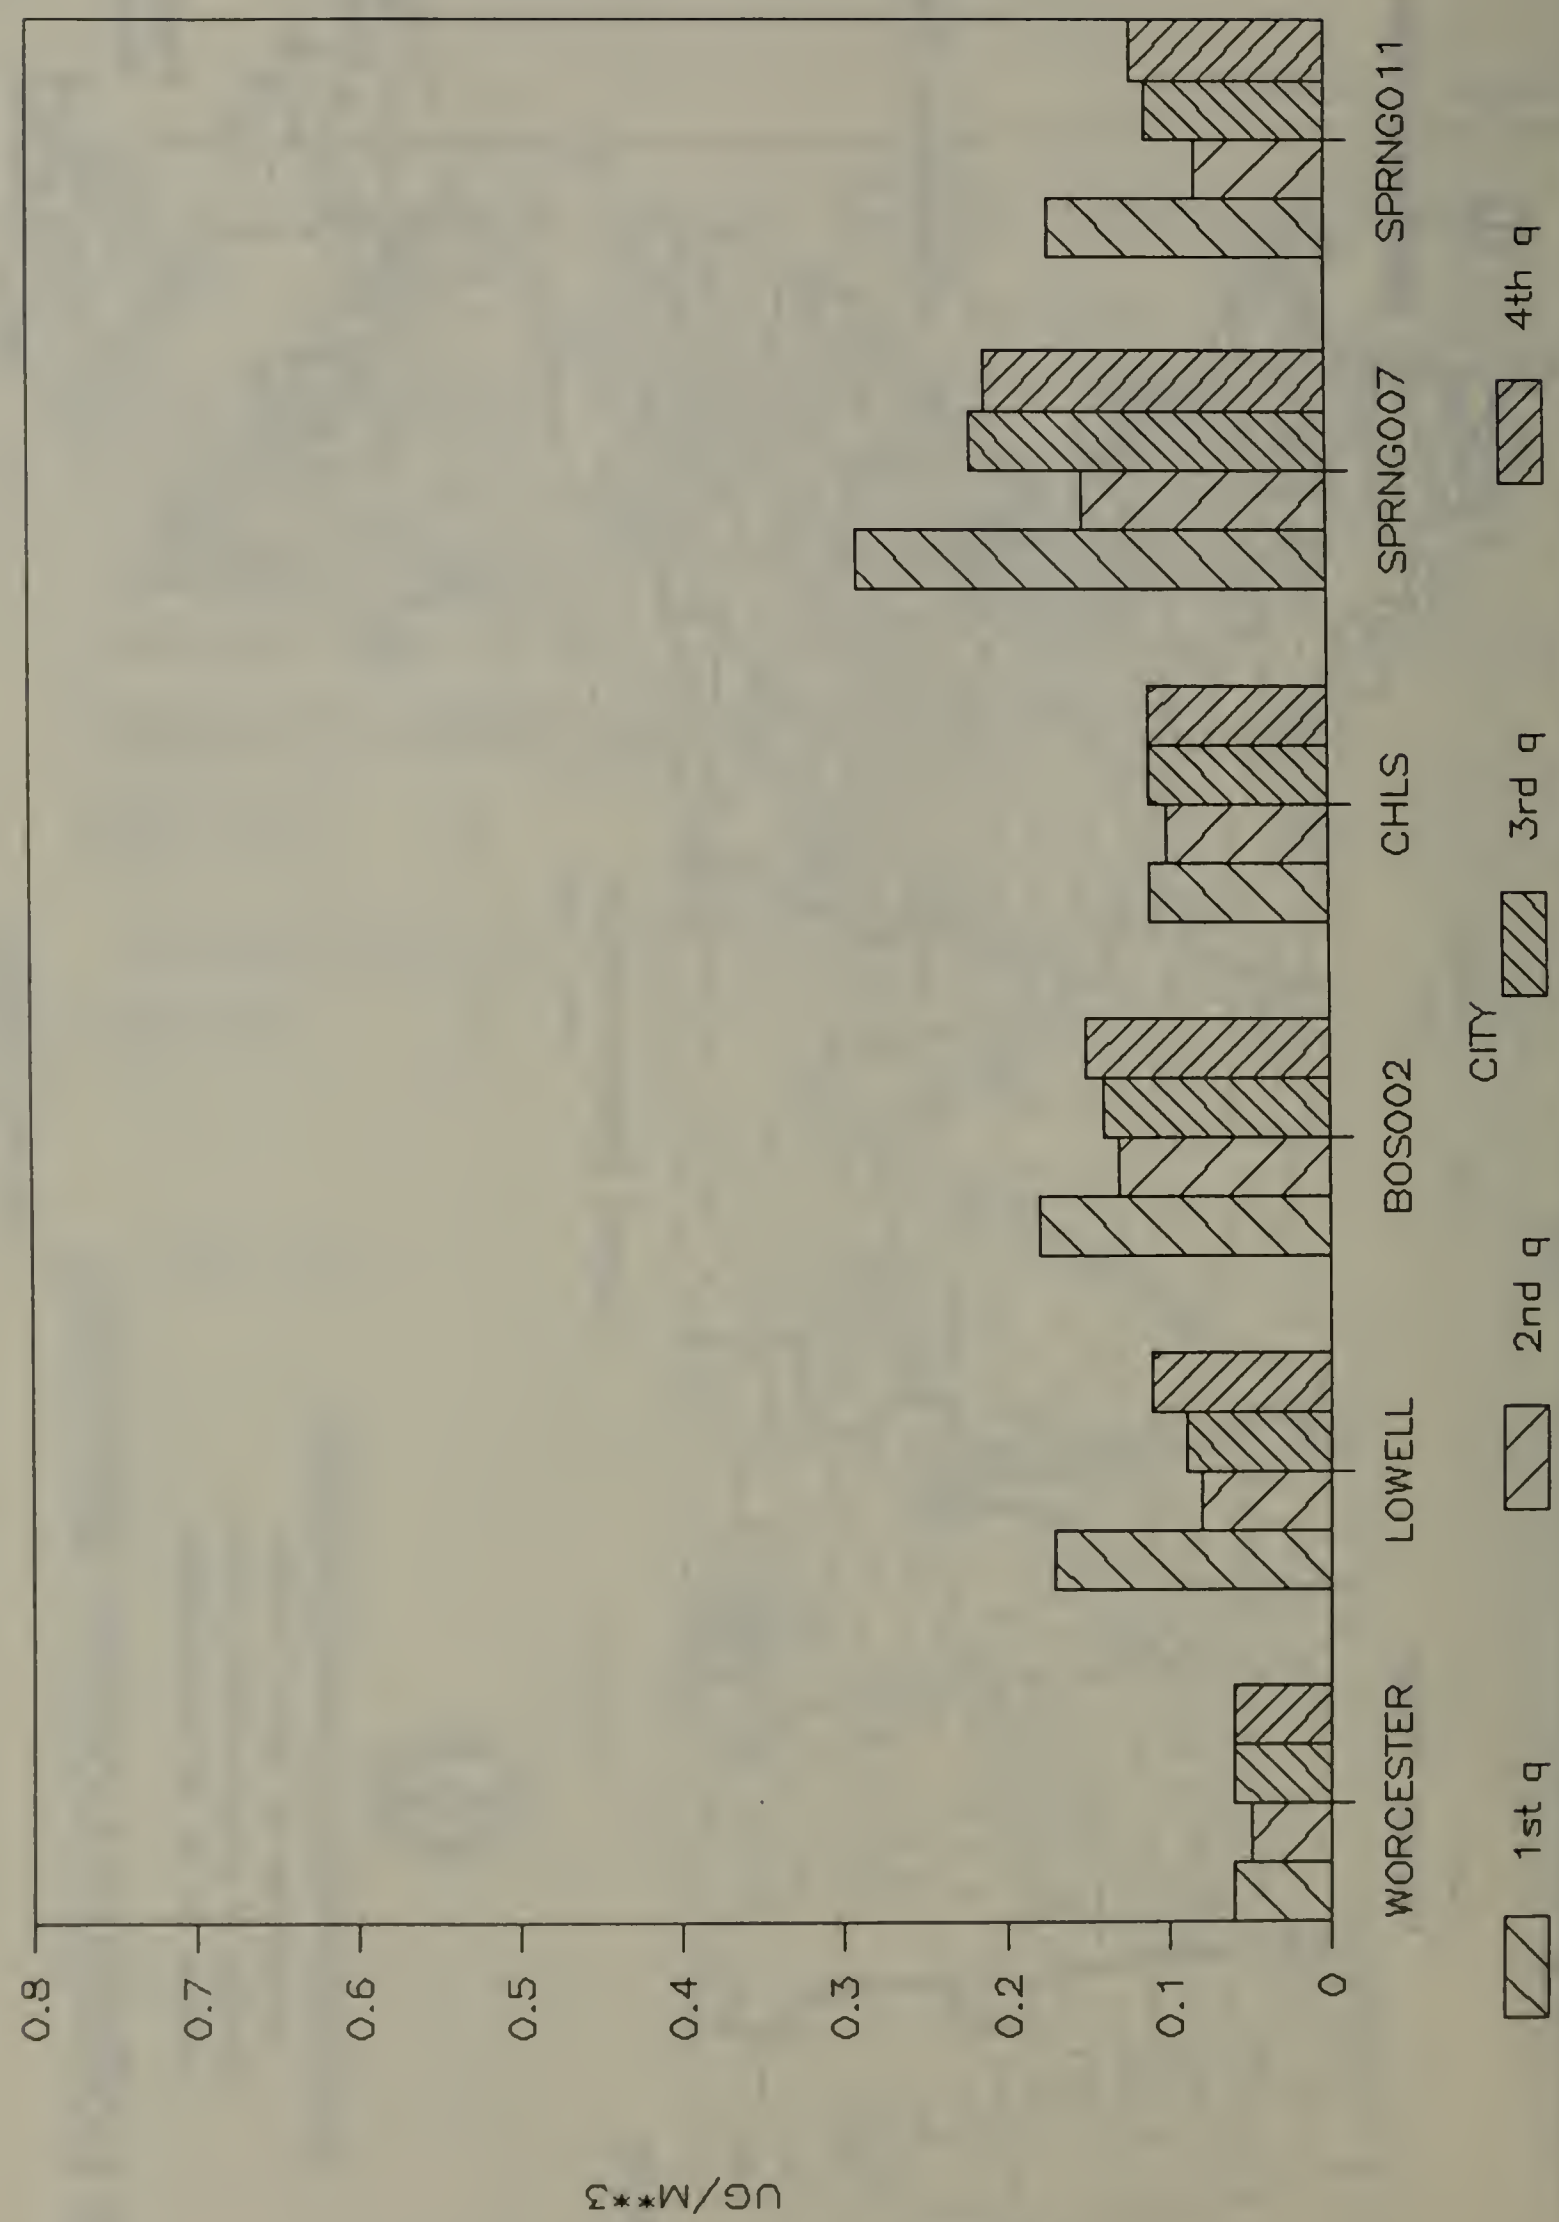 UG/M**3
0.8
0.7
0.6
0.5
0.4
0.3
0.2
0.1
0
WORCESTER LOWELL BOS002 CHLS SPRNG007 SPRNG011
CITY
1st q 2nd q 3rd q 4th q